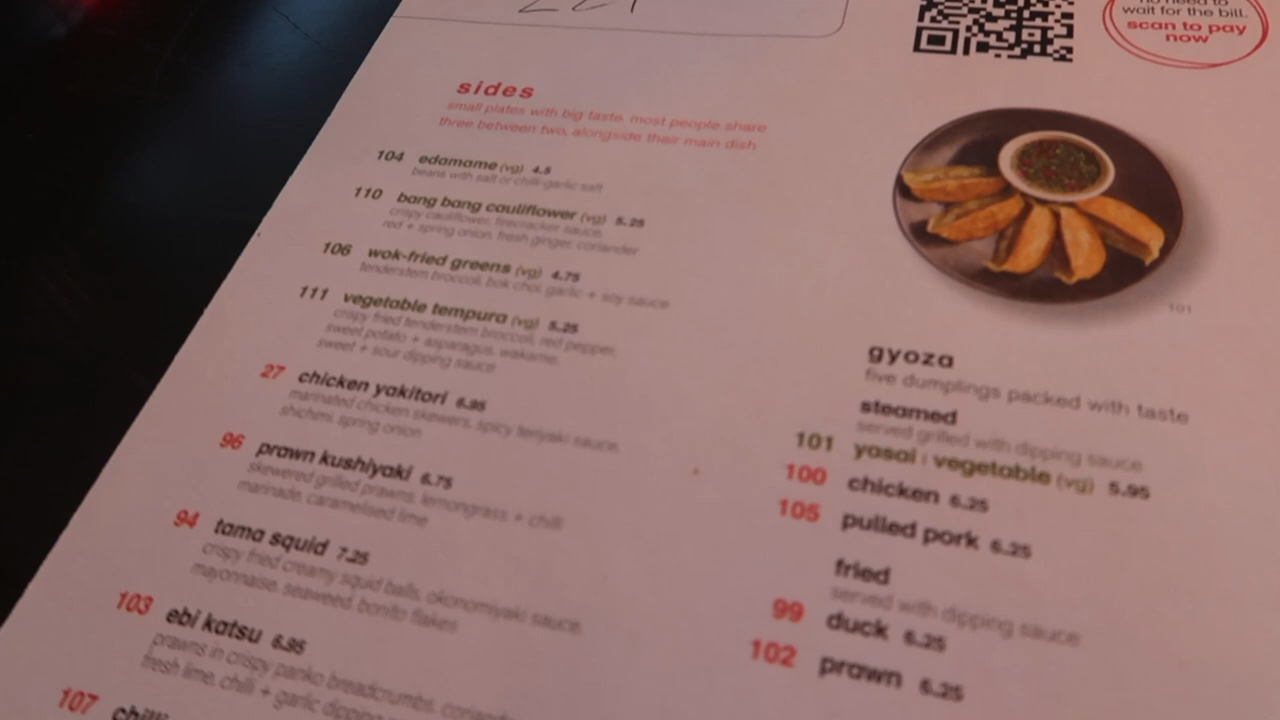 221
no need to
wait for the bill.
scan to pay
now
sides
small plates with big taste. most people share
three between two, alongside their main dish
104 edamame (vg) 4.5
beans with salt or chilli-garlic salt
110 bang bang cauliflower (vg) 5.25
crispy cauliflower, firecracker sauce,
red + spring onion, fresh ginger, coriander
106 wok-fried greens (vg) 4.75
tenderstem broccoli, bok choi, garlic + soy sauce
111 vegetable tempura (vg) 5.25
crispy fried tenderstem broccoli, red pepper,
sweet potato + asparagus, wakame,
sweet + sour dipping sauce
27 chicken yakitori 6.95
marinated chicken skewers, spicy teriyaki sauce,
shichimi, spring onion
96 prawn kushiyaki 6.75
skewered grilled prawns, lemongrass + chilli
marinade, caramelised lime
94 tama squid 7.25
crispy fried creamy squid balls, okonomiyaki sauce,
mayonnaise, seaweed, bonito flakes
103 ebi katsu 6.95
prawns in crispy panko breadcrumbs,
fresh lime, chilli + garlic dipping
107
101
gyoza
five dumplings packed with taste
steamed
served grilled with dipping sauce
101 yasai | vegetable (vg) 5.95
100 chicken 6.25
105 pulled pork 6.25
fried
served with dipping sauce
99 duck 6.25
102 prawn 6.25